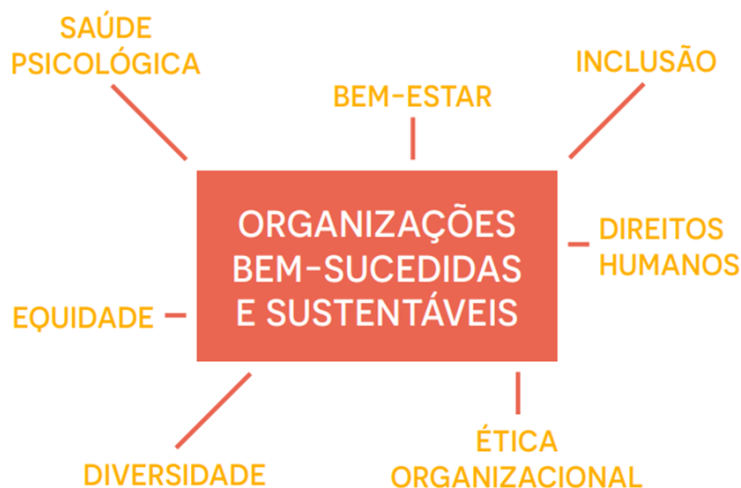 SAÚDE
PSICOLÓGICA
BEM-ESTAR
INCLUSÃO
ORGANIZAÇÕES
BEM-SUCEDIDAS
E SUSTENTÁVEIS
DIREITOS
HUMANOS
EQUIDADE
DIVERSIDADE
ÉTICA
ORGANIZACIONAL